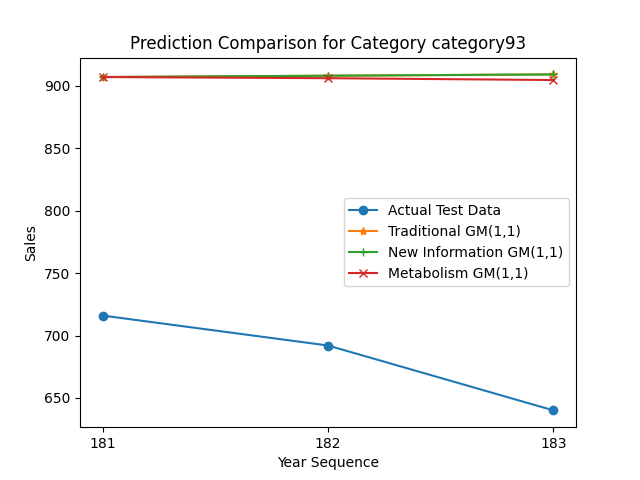 Prediction Comparison for Category category93
900
850
800
750
700
650
Sales
Actual Test Data
Traditional GM(1,1)
New Information GM(1,1)
Metabolism GM(1,1)
181
182
183
Year Sequence